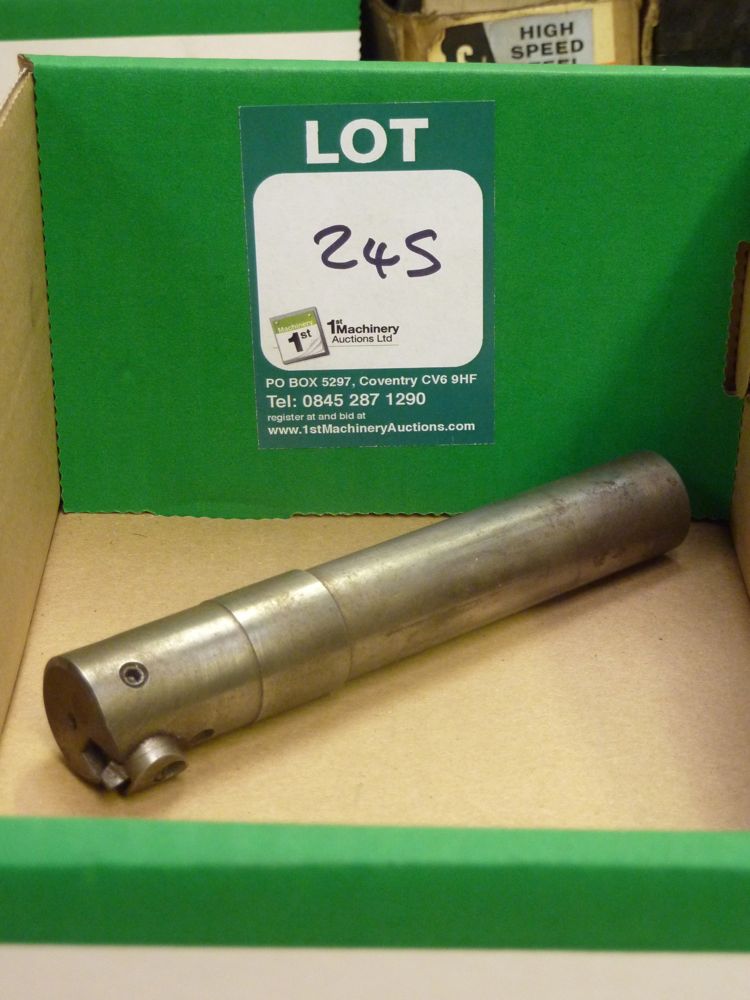 HIGH
SPEED
STEEL
LOT
245
Machinery
1st
1st
Machinery
Auctions Ltd
PO BOX 5297, Coventry CV6 9HF
Tel: 0845 287 1290
register at and bid at
www.1stMachineryAuctions.com